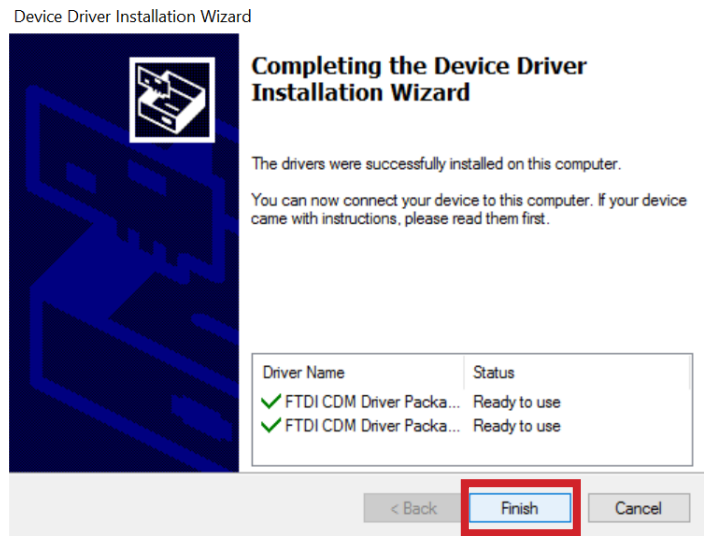 Device Driver Installation Wizard
Completing the Device Driver
Installation Wizard
The drivers were successfully installed on this computer.
You can now connect your device to this computer. If your device
came with instructions, please read them first.
Driver Name Status
FTDI CDM Driver Packa... Ready to use
FTDI CDM Driver Packa... Ready to use
< Back Finish Cancel